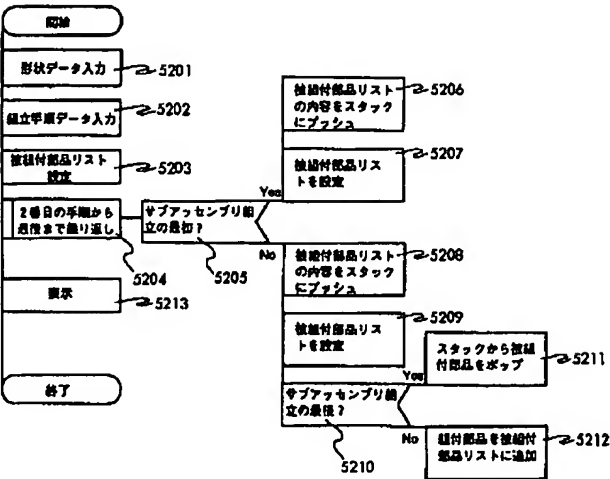 開始
形状データ入力
5201
組立手順データ入力
5202
被組付部品リスト
設定
5203
2番目の手順から
最後まで繰り返し
5204
サブアッセンブリ組
立の最初?
5205
Yes
No
被組付部品リスト
の内容をスタック
にプッシュ
5206
被組付部品リス
トを設定
5207
被組付部品リスト
の内容をスタック
にプッシュ
5208
被組付部品リス
トを設定
5209
サブアッセンブリ組
立の最後?
5210
Yes
No
スタックから被組
付部品をポップ
5211
組付部品を被組付
部品リストに追加
5212
表示
5213
終了